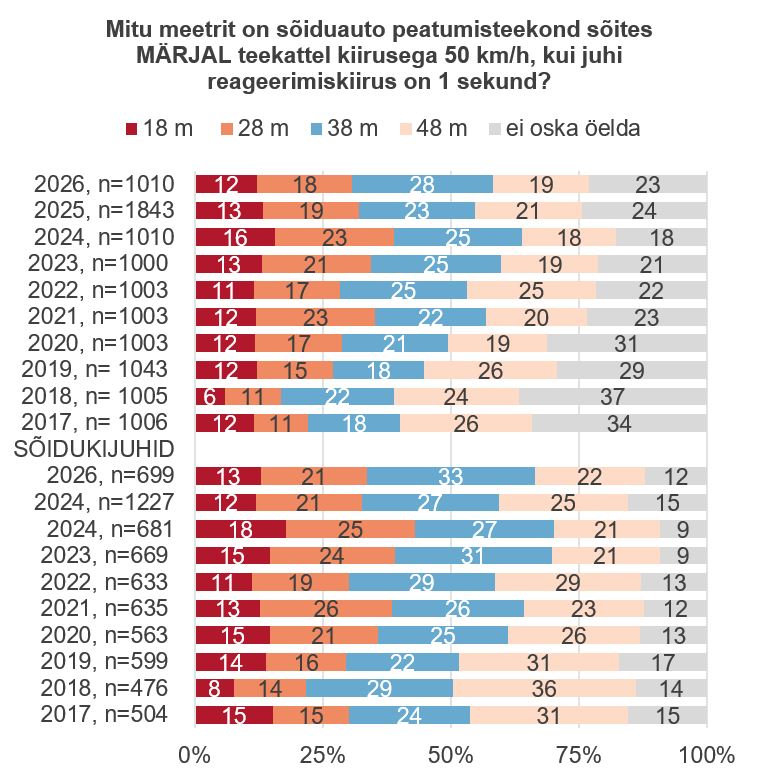 Mitu meetrit on sõiduauto peatumisteekond sõites
MÄRJAL teekattel kiirusega 50 km/h, kui juhi
reageerimiskiirus on 1 sekund?
18 m 28 m 38 m 48 m ei oska öelda
2026, n=1010 12 18 28 19 23
2025, n=1843 13 19 23 21 24
2024, n=1010 16 23 25 18 18
2023, n=1000 13 21 25 19 21
2022, n=1003 11 17 25 25 22
2021, n=1003 12 23 22 20 23
2020, n=1003 12 17 21 19 31
2019, n= 1043 12 15 18 26 29
2018, n= 1005 6 11 22 24 37
2017, n= 1006 12 11 18 26 34
SÕIDUKIJUHID
2026, n=699 13 21 33 22 12
2024, n=1227 12 21 27 25 15
2024, n=681 18 25 27 21 9
2023, n=669 15 24 31 21 9
2022, n=633 11 19 29 29 13
2021, n=635 13 26 26 23 12
2020, n=563 15 21 25 26 13
2019, n=599 14 16 22 31 17
2018, n=476 8 14 29 36 14
2017, n=504 15 15 24 31 15
0% 25% 50% 75% 100%